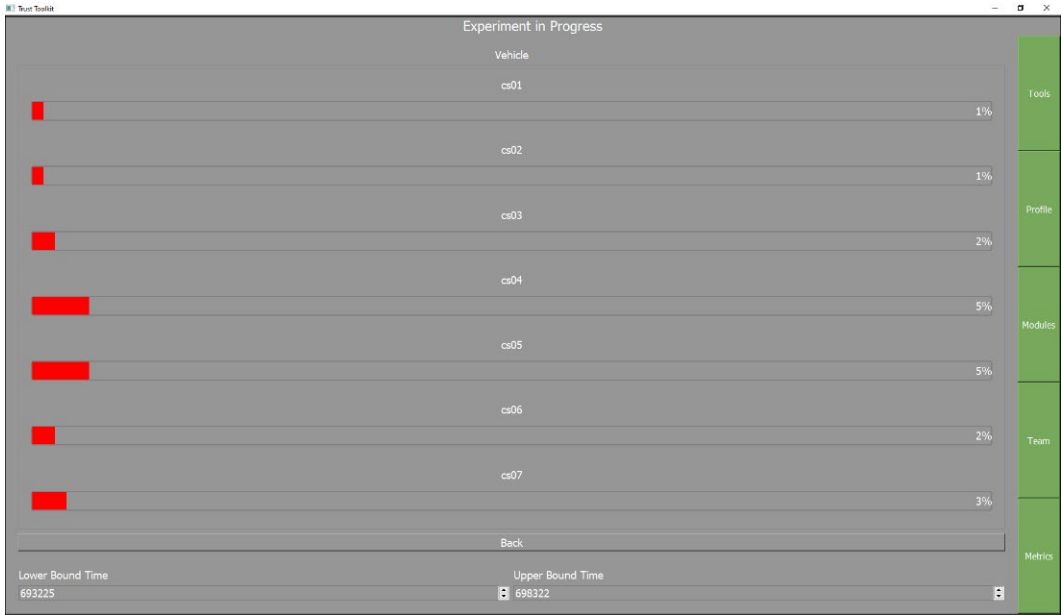 Trust Toolkit
Experiment in Progress
Vehicle
cs01
1%
cs02
1%
cs03
2%
cs04
5%
cs05
5%
cs06
2%
cs07
3%
Back
Lower Bound Time
Upper Bound Time
693225
698322
Tools
Profile
Modules
Team
Metrics